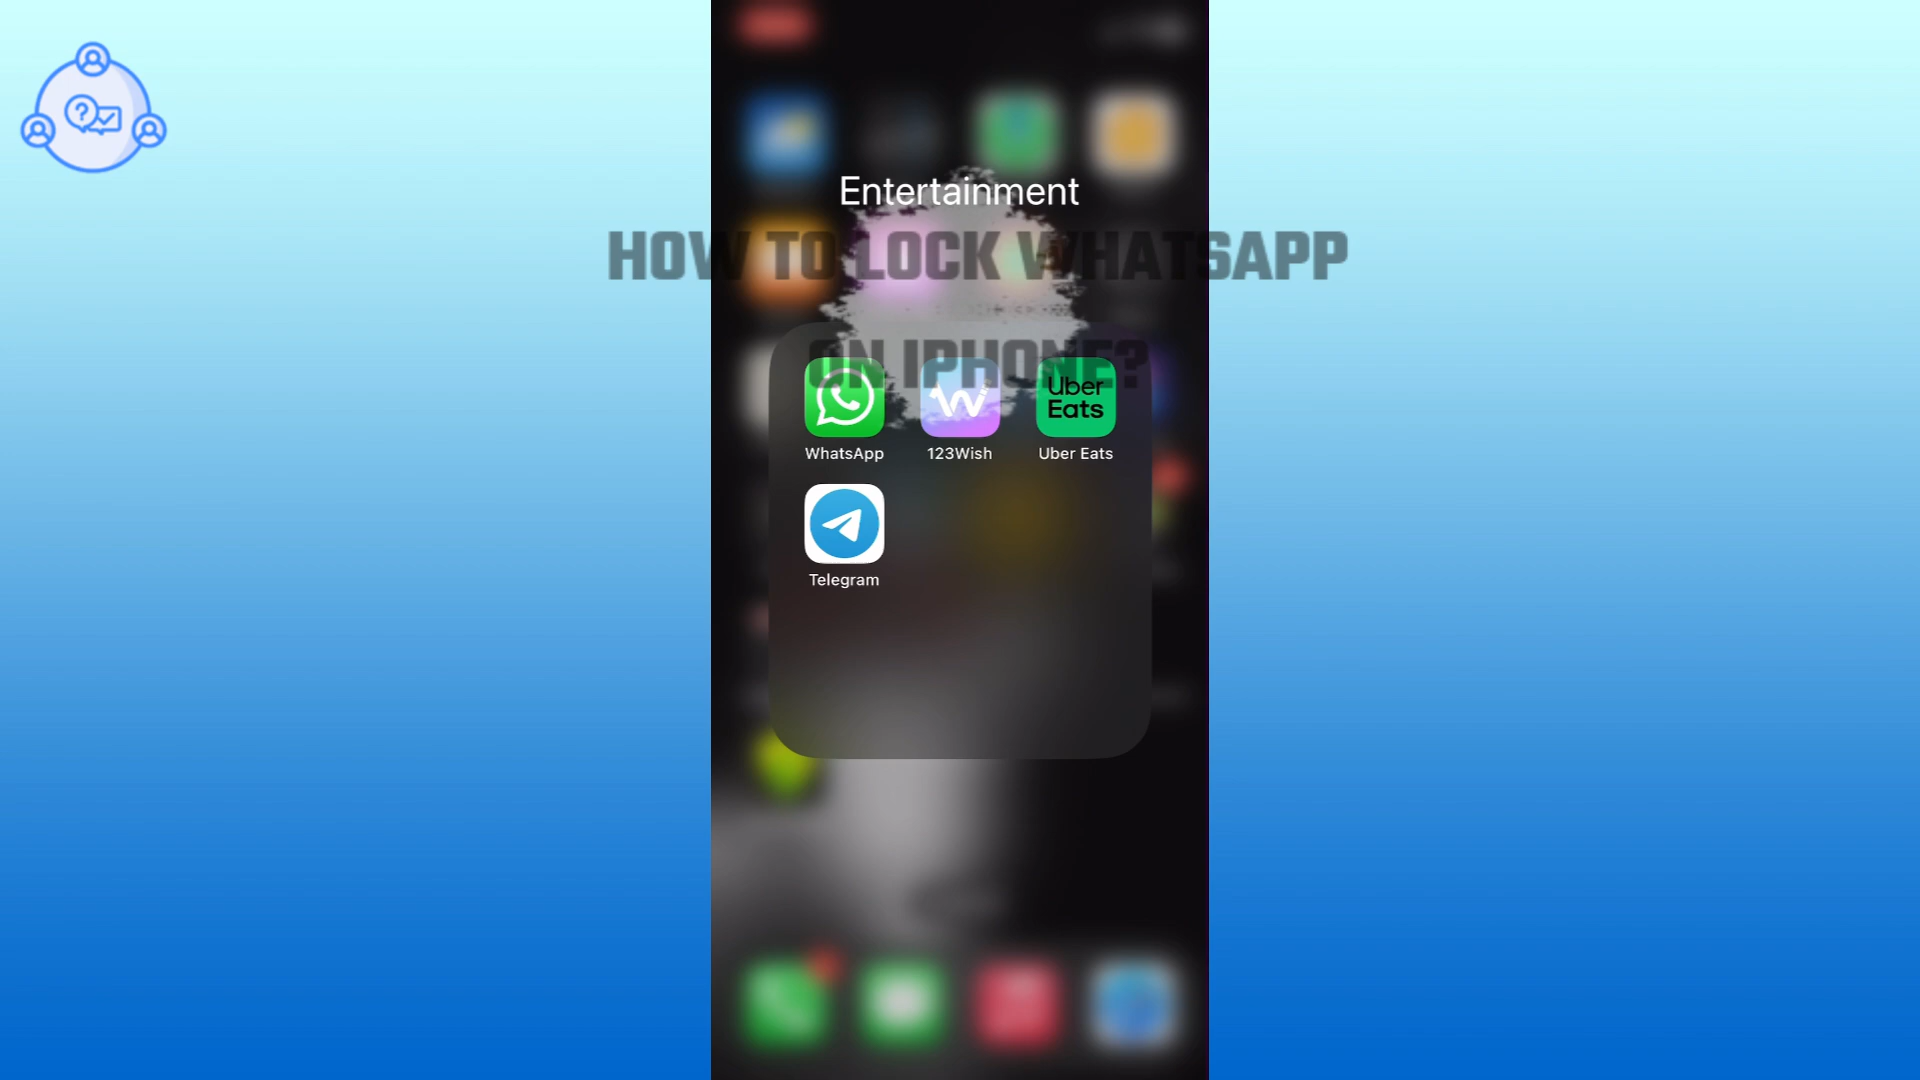 Entertainment
HOW TO LOCK WHATSAPP
ON IPHONE?
WhatsApp
123Wish
Uber
Eats
Uber Eats
Telegram